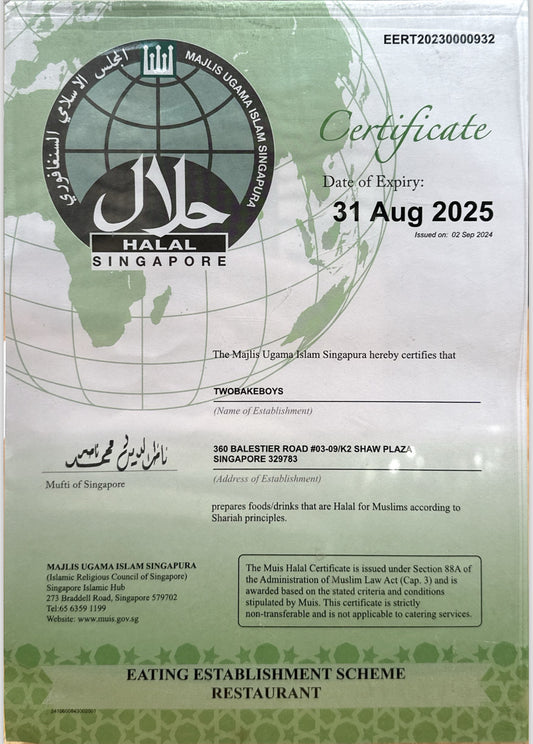 EERT20230000932
المجلس الاسلامي للسنغافوري
MAJLIS UGAMA ISLAM SINGAPURA
حلال
HALAL
SINGAPORE
Certificate
Date of Expiry:
31 Aug 2025
Issued on: 02 Sep 2024
The Majlis Ugama Islam Singapura hereby certifies that
TWOBAKEBOYS
(Name of Establishment)
360 BALESTIER ROAD #03-09/K2 SHAW PLAZA
SINGAPORE 329783
(Address of Establishment)
Mufti of Singapore
prepares foods/drinks that are Halal for Muslims according to
Shariah principles.
MAJLIS UGAMA ISLAM SINGAPURA
(Islamic Religious Council of Singapore)
Singapore Islamic Hub
273 Braddell Road, Singapore 579702
Tel:65 6359 1199
Website: www.muis.gov.sg
The Muis Halal Certificate is issued under Section 88A of
the Administration of Muslim Law Act (Cap. 3) and is
awarded based on the stated criteria and conditions
stipulated by Muis. This certificate is strictly
non-transferable and is not applicable to catering services.
EATING ESTABLISHMENT SCHEME
RESTAURANT